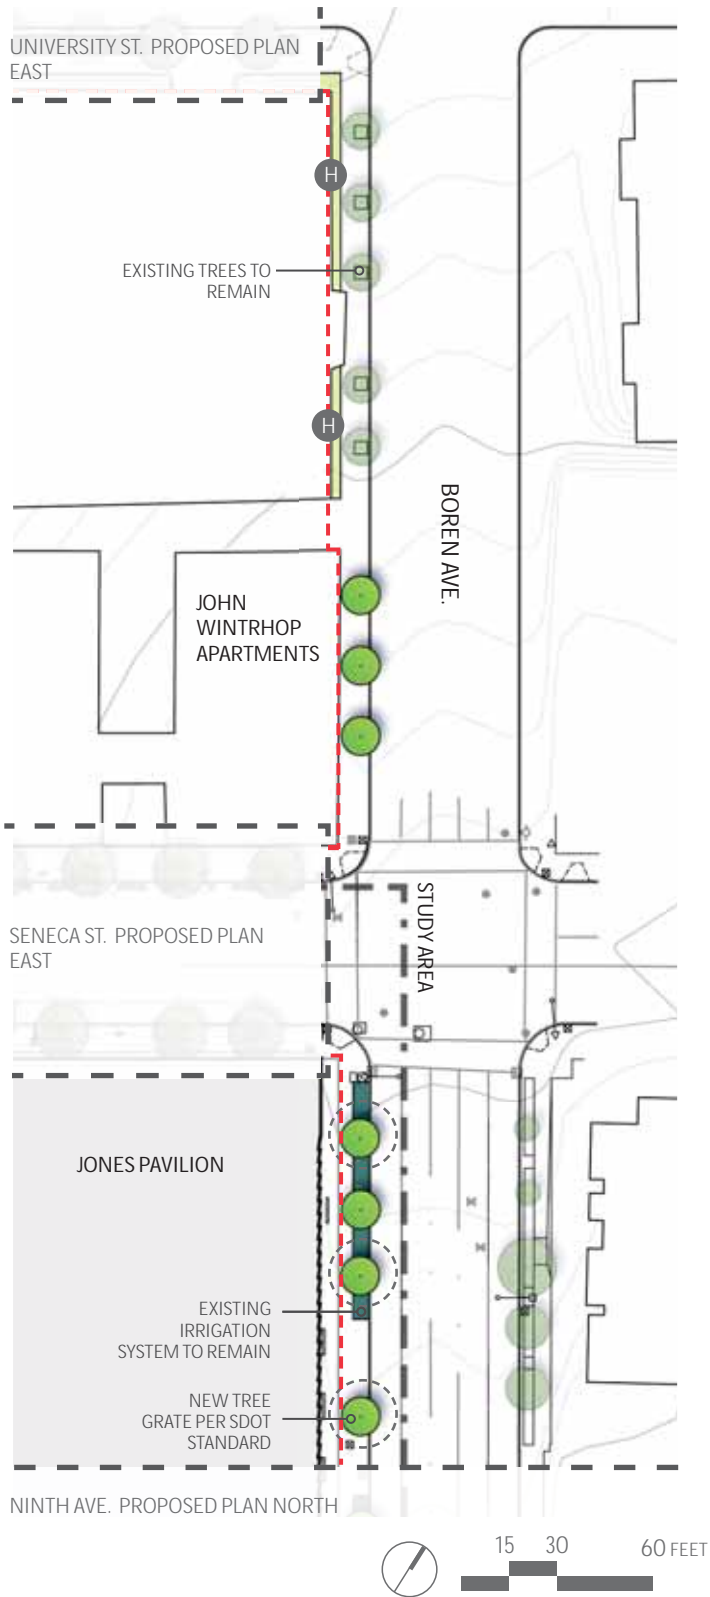 UNIVERSITY ST. PROPOSED PLAN
EAST
H
EXISTING TREES TO
REMAIN
H
BOREN AVE.
JOHN
WINTRHOP
APARTMENTS
STUDY AREA
SENECA ST. PROPOSED PLAN
EAST
JONES PAVILION
EXISTING
IRRIGATION
SYSTEM TO REMAIN
NEW TREE
GRATE PER SDOT
STANDARD
NINTH AVE. PROPOSED PLAN NORTH
15 30 60 FEET